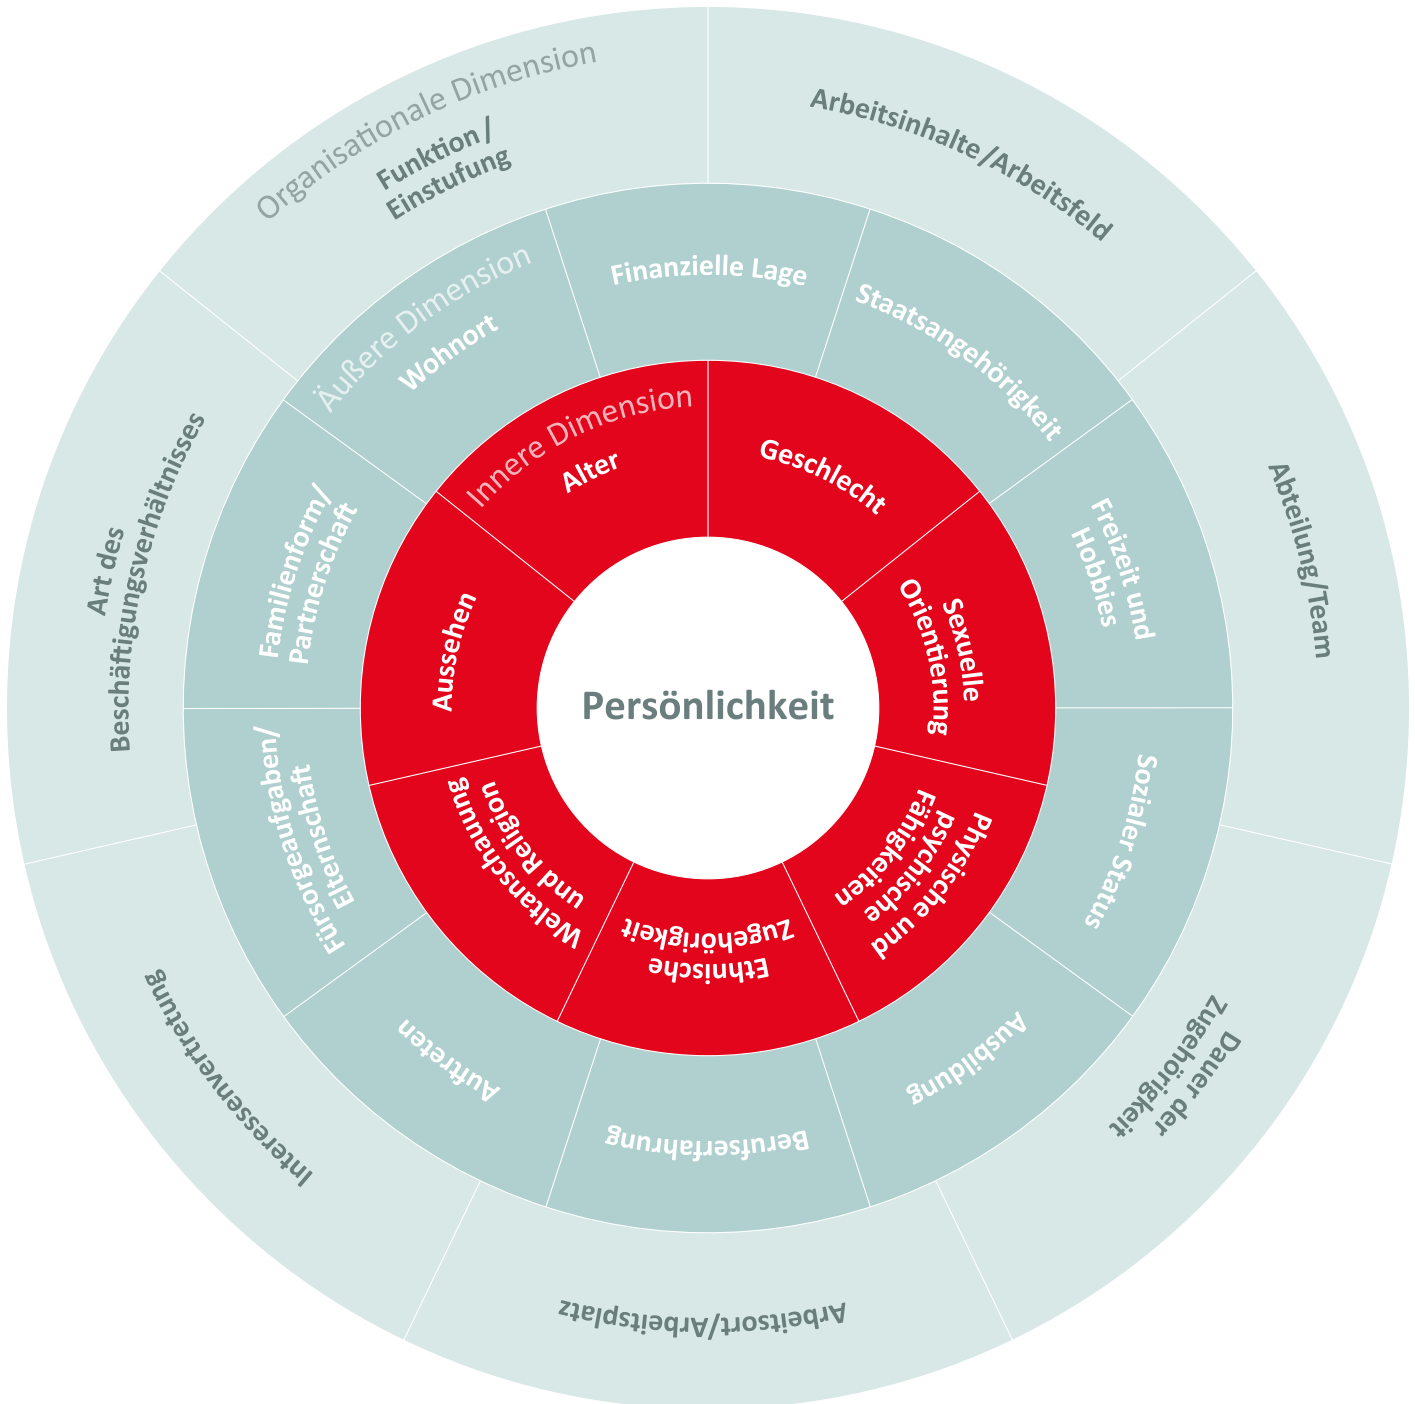 Organisationale Dimension
Funktion/
Einstufung
Arbeitsinhalte/Arbeitsfeld
Abteilung/Team
Dauer der
Zugehörigkeit
Arbeitsort/Arbeitsplatz
Interessenvertretung
Art des
Beschäftigungsverhältnisses
Äußere Dimension
Wohnort
Finanzielle Lage
Staatsangehörigkeit
Freizeit und
Hobbies
Sozialer Status
Ausbildung
Berufserfahrung
Auftreten
Fürsorgeaufgaben/
Elternschaft
Familienform/
Partnerschaft
Innere Dimension
Alter
Geschlecht
Sexuelle
Orientierung
Physische und
psychische
Fähigkeiten
Ethnische
Zugehörigkeit
Weltanschauung
und Religion
Aussehen
Persönlichkeit